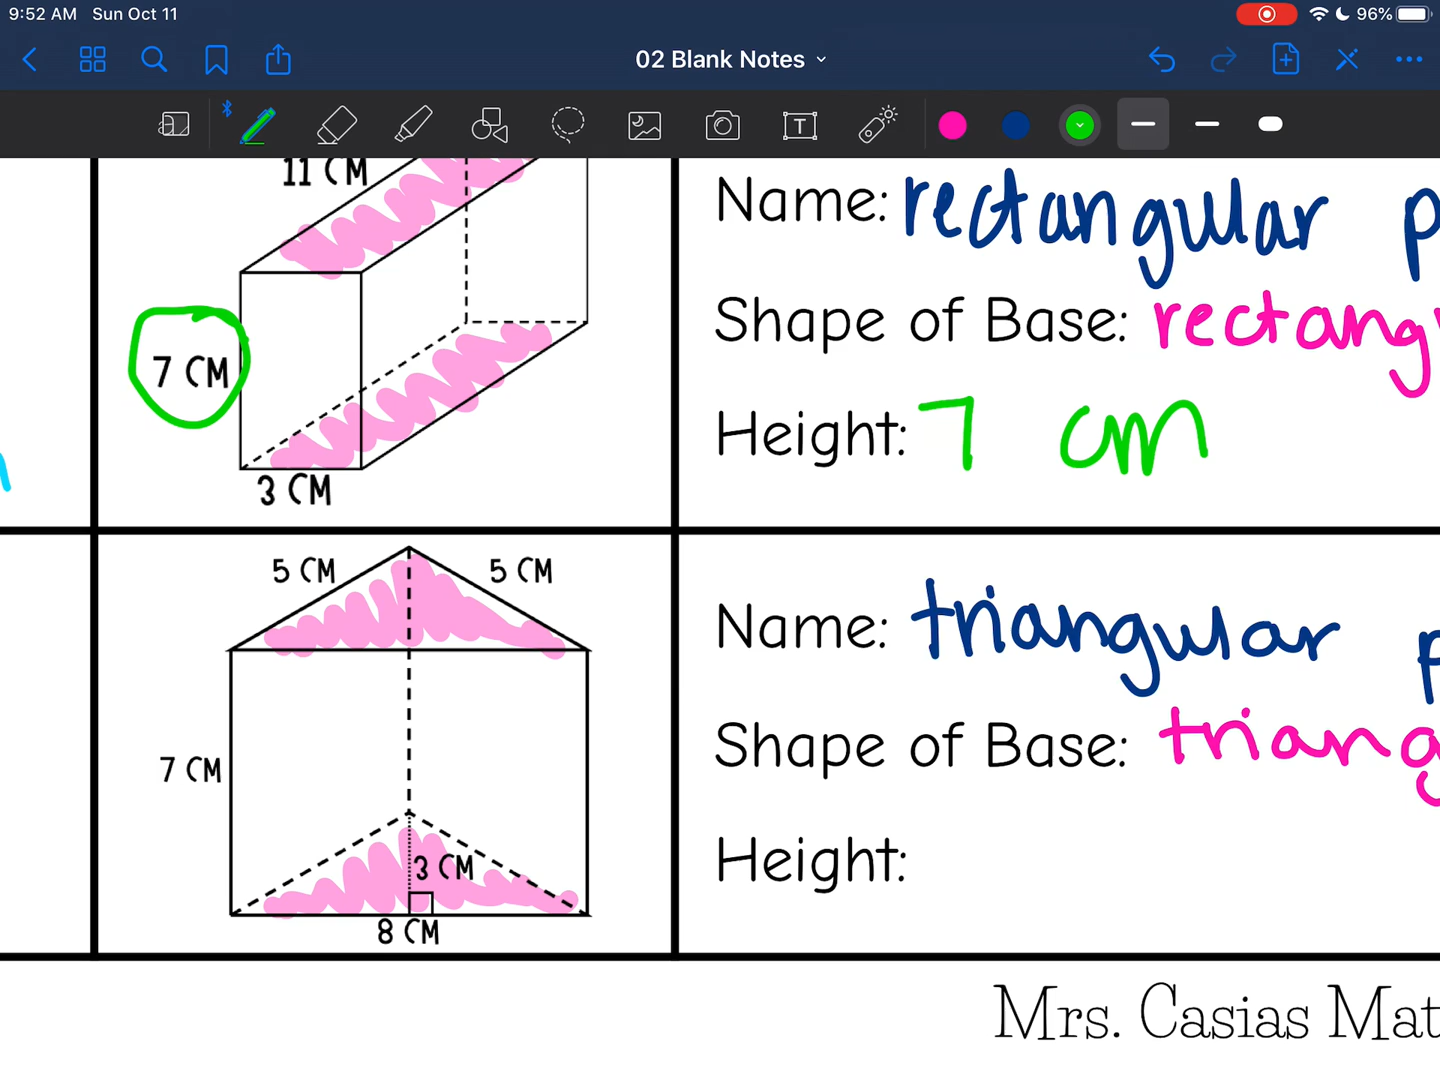 9:52 AM Sun Oct 11
96%
02 Blank Notes
T
11 CM
Name: rectangular p
7 CM
Shape of Base: rectang
Height: 7 cm
3 CM
5 CM
5 CM
Name: triangular p
7 CM
Shape of Base: triang
3 CM
Height:
8 CM
Mrs. Casias Mat